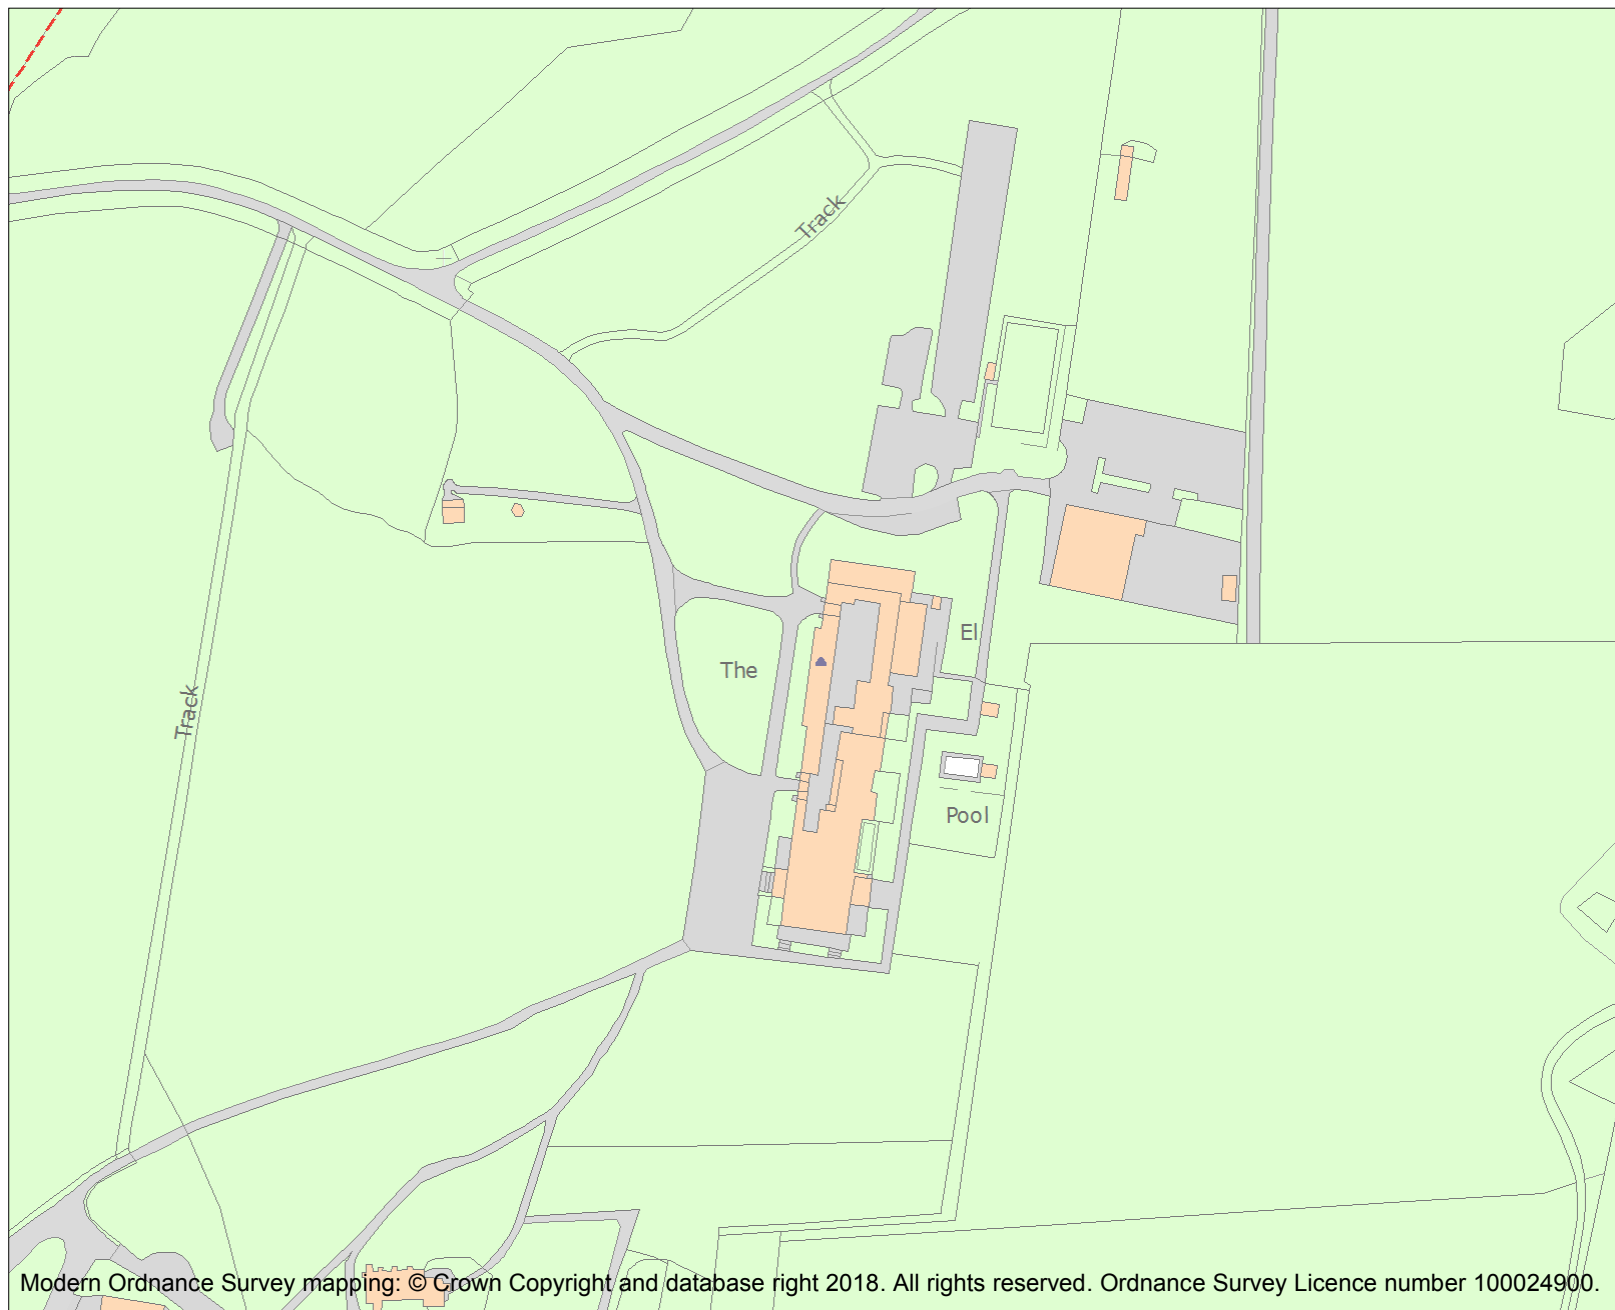 Track
El
The
Track
Pool
Modern Ordnance Survey mapping: © Crown Copyright and database right 2018. All rights reserved. Ordnance Survey Licence number 100024900.